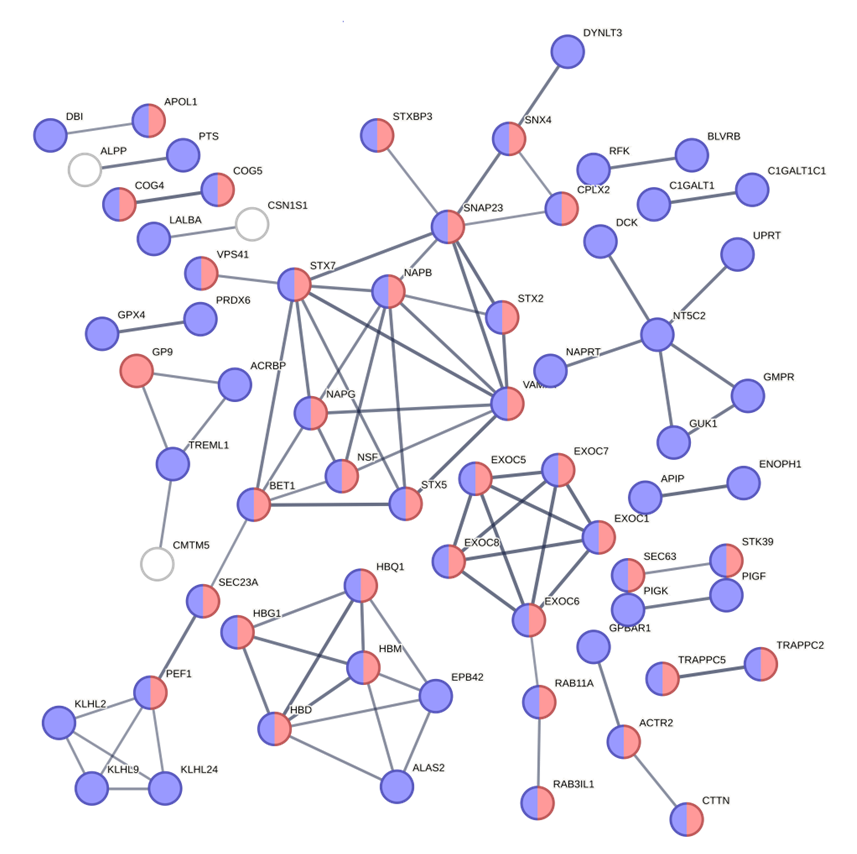 DYNLT3
DBI
APOL1
STXBP3
SNX4
ALPP
PTS
RFK
BLVRB
COG4
COG5
CPLX2
C1GALT1
C1GALT1C1
LALBA
CSN1S1
SNAP23
DCK
UPRT
VPS41
STX7
NAPB
STX2
GPX4
PRDX6
NT5C2
GP9
ACRBP
NAPRT
GMPR
NAPG
GUK1
TREML1
NSF
EXOC5
EXOC7
APIP
ENOPH1
BET1
STX5
EXOC1
CMTM5
EXOC8
SEC63
STK39
SEC23A
HBQ1
PIGK
PIGF
HBG1
EXOC6
GPBAR1
HBM
TRAPPC5
TRAPPC2
PEF1
EPB42
RAB11A
KLHL2
HBD
ACTR2
KLHL9
KLHL24
ALAS2
RAB3IL1
CTTN